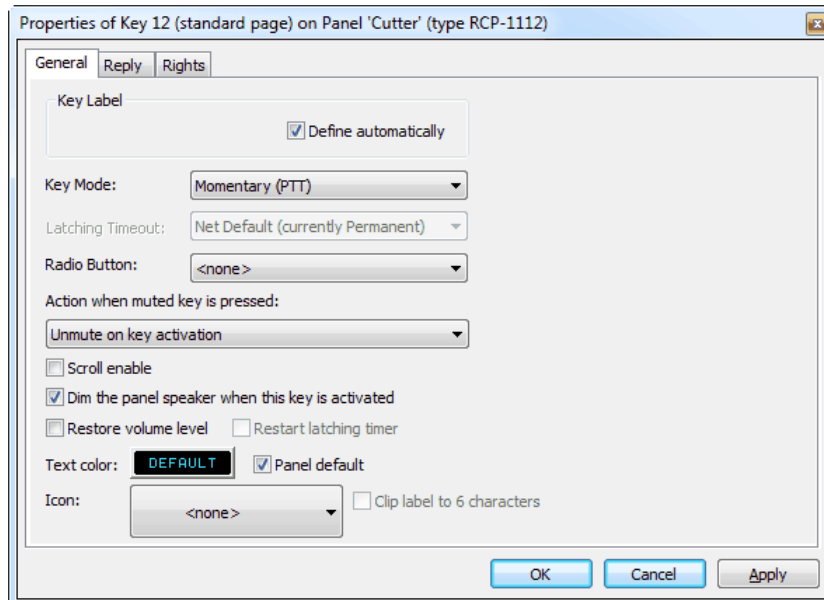 Properties of Key 12 (standard page) on Panel 'Cutter' (type RCP-1112)
General Reply Rights
Key Label
Define automatically
Key Mode: Momentary (PTT)
Latching Timeout: Net Default (currently Permanent)
Radio Button: <none>
Action when muted key is pressed:
Unmute on key activation
Scroll enable
Dim the panel speaker when this key is activated
Restore volume level Restart latching timer
Text color: DEFAULT Panel default
Icon: <none> Clip label to 6 characters
OK Cancel Apply